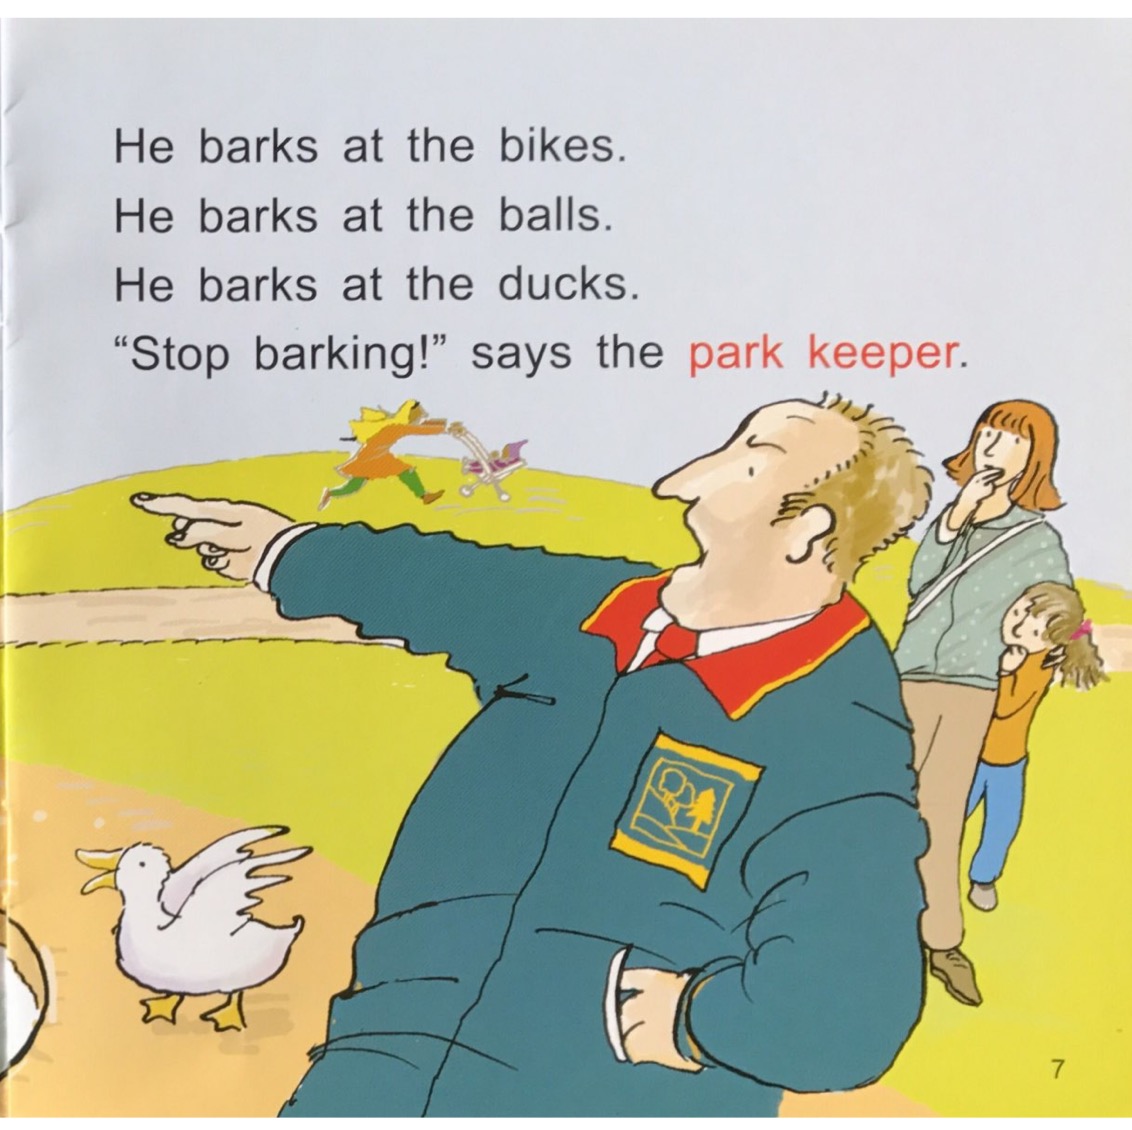 He barks at the bikes.
He barks at the balls.
He barks at the ducks.
“Stop barking!” says the park keeper.
7